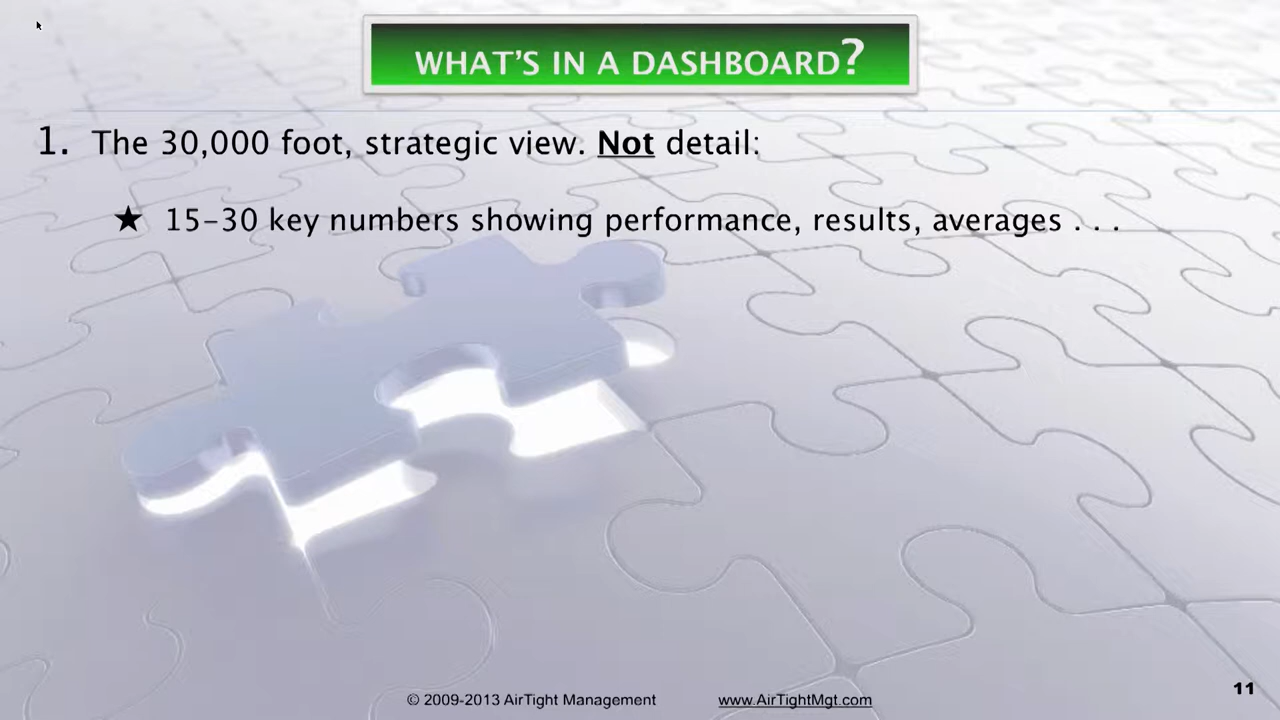 WHAT'S IN A DASHBOARD?
1. The 30,000 foot, strategic view. Not detail:
★ 15-30 key numbers showing performance, results, averages . . .
© 2009-2013 AirTight Management www.AirTightMgt.com
11